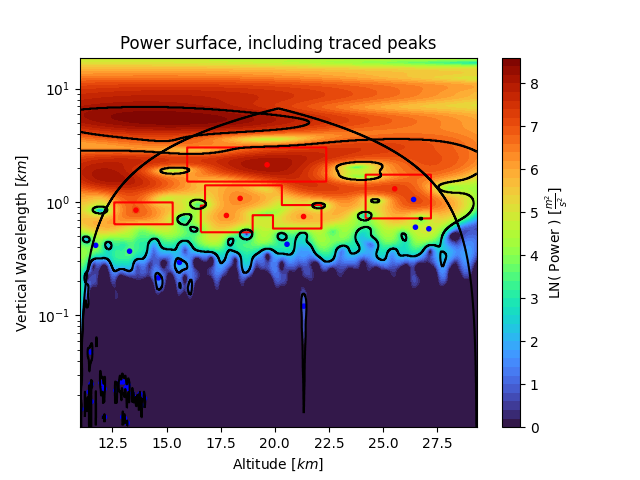 Power surface, including traced peaks
Vertical Wavelength [km]
10¹
10⁰
10⁻¹
12.5 15.0 17.5 20.0 22.5 25.0 27.5
Altitude [km]
8
7
6
5
4
3
2
1
0
LN( Power ) [m²/s²]